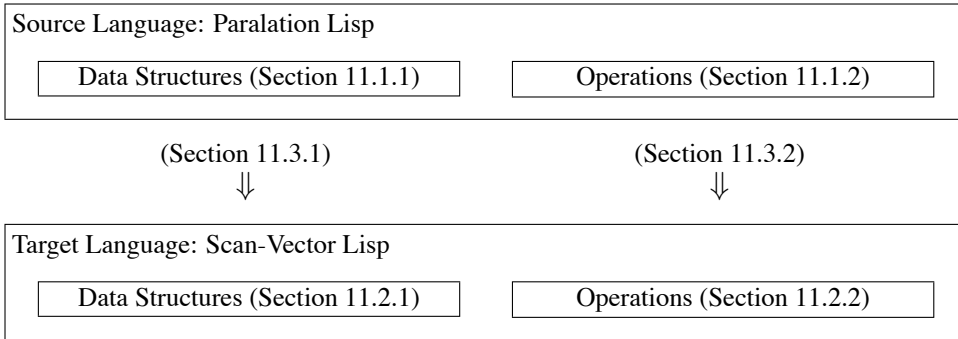 Source Language: Paralation Lisp
Data Structures (Section 11.1.1) Operations (Section 11.1.2)
(Section 11.3.1) (Section 11.3.2)
⇓ ⇓
Target Language: Scan-Vector Lisp
Data Structures (Section 11.2.1) Operations (Section 11.2.2)